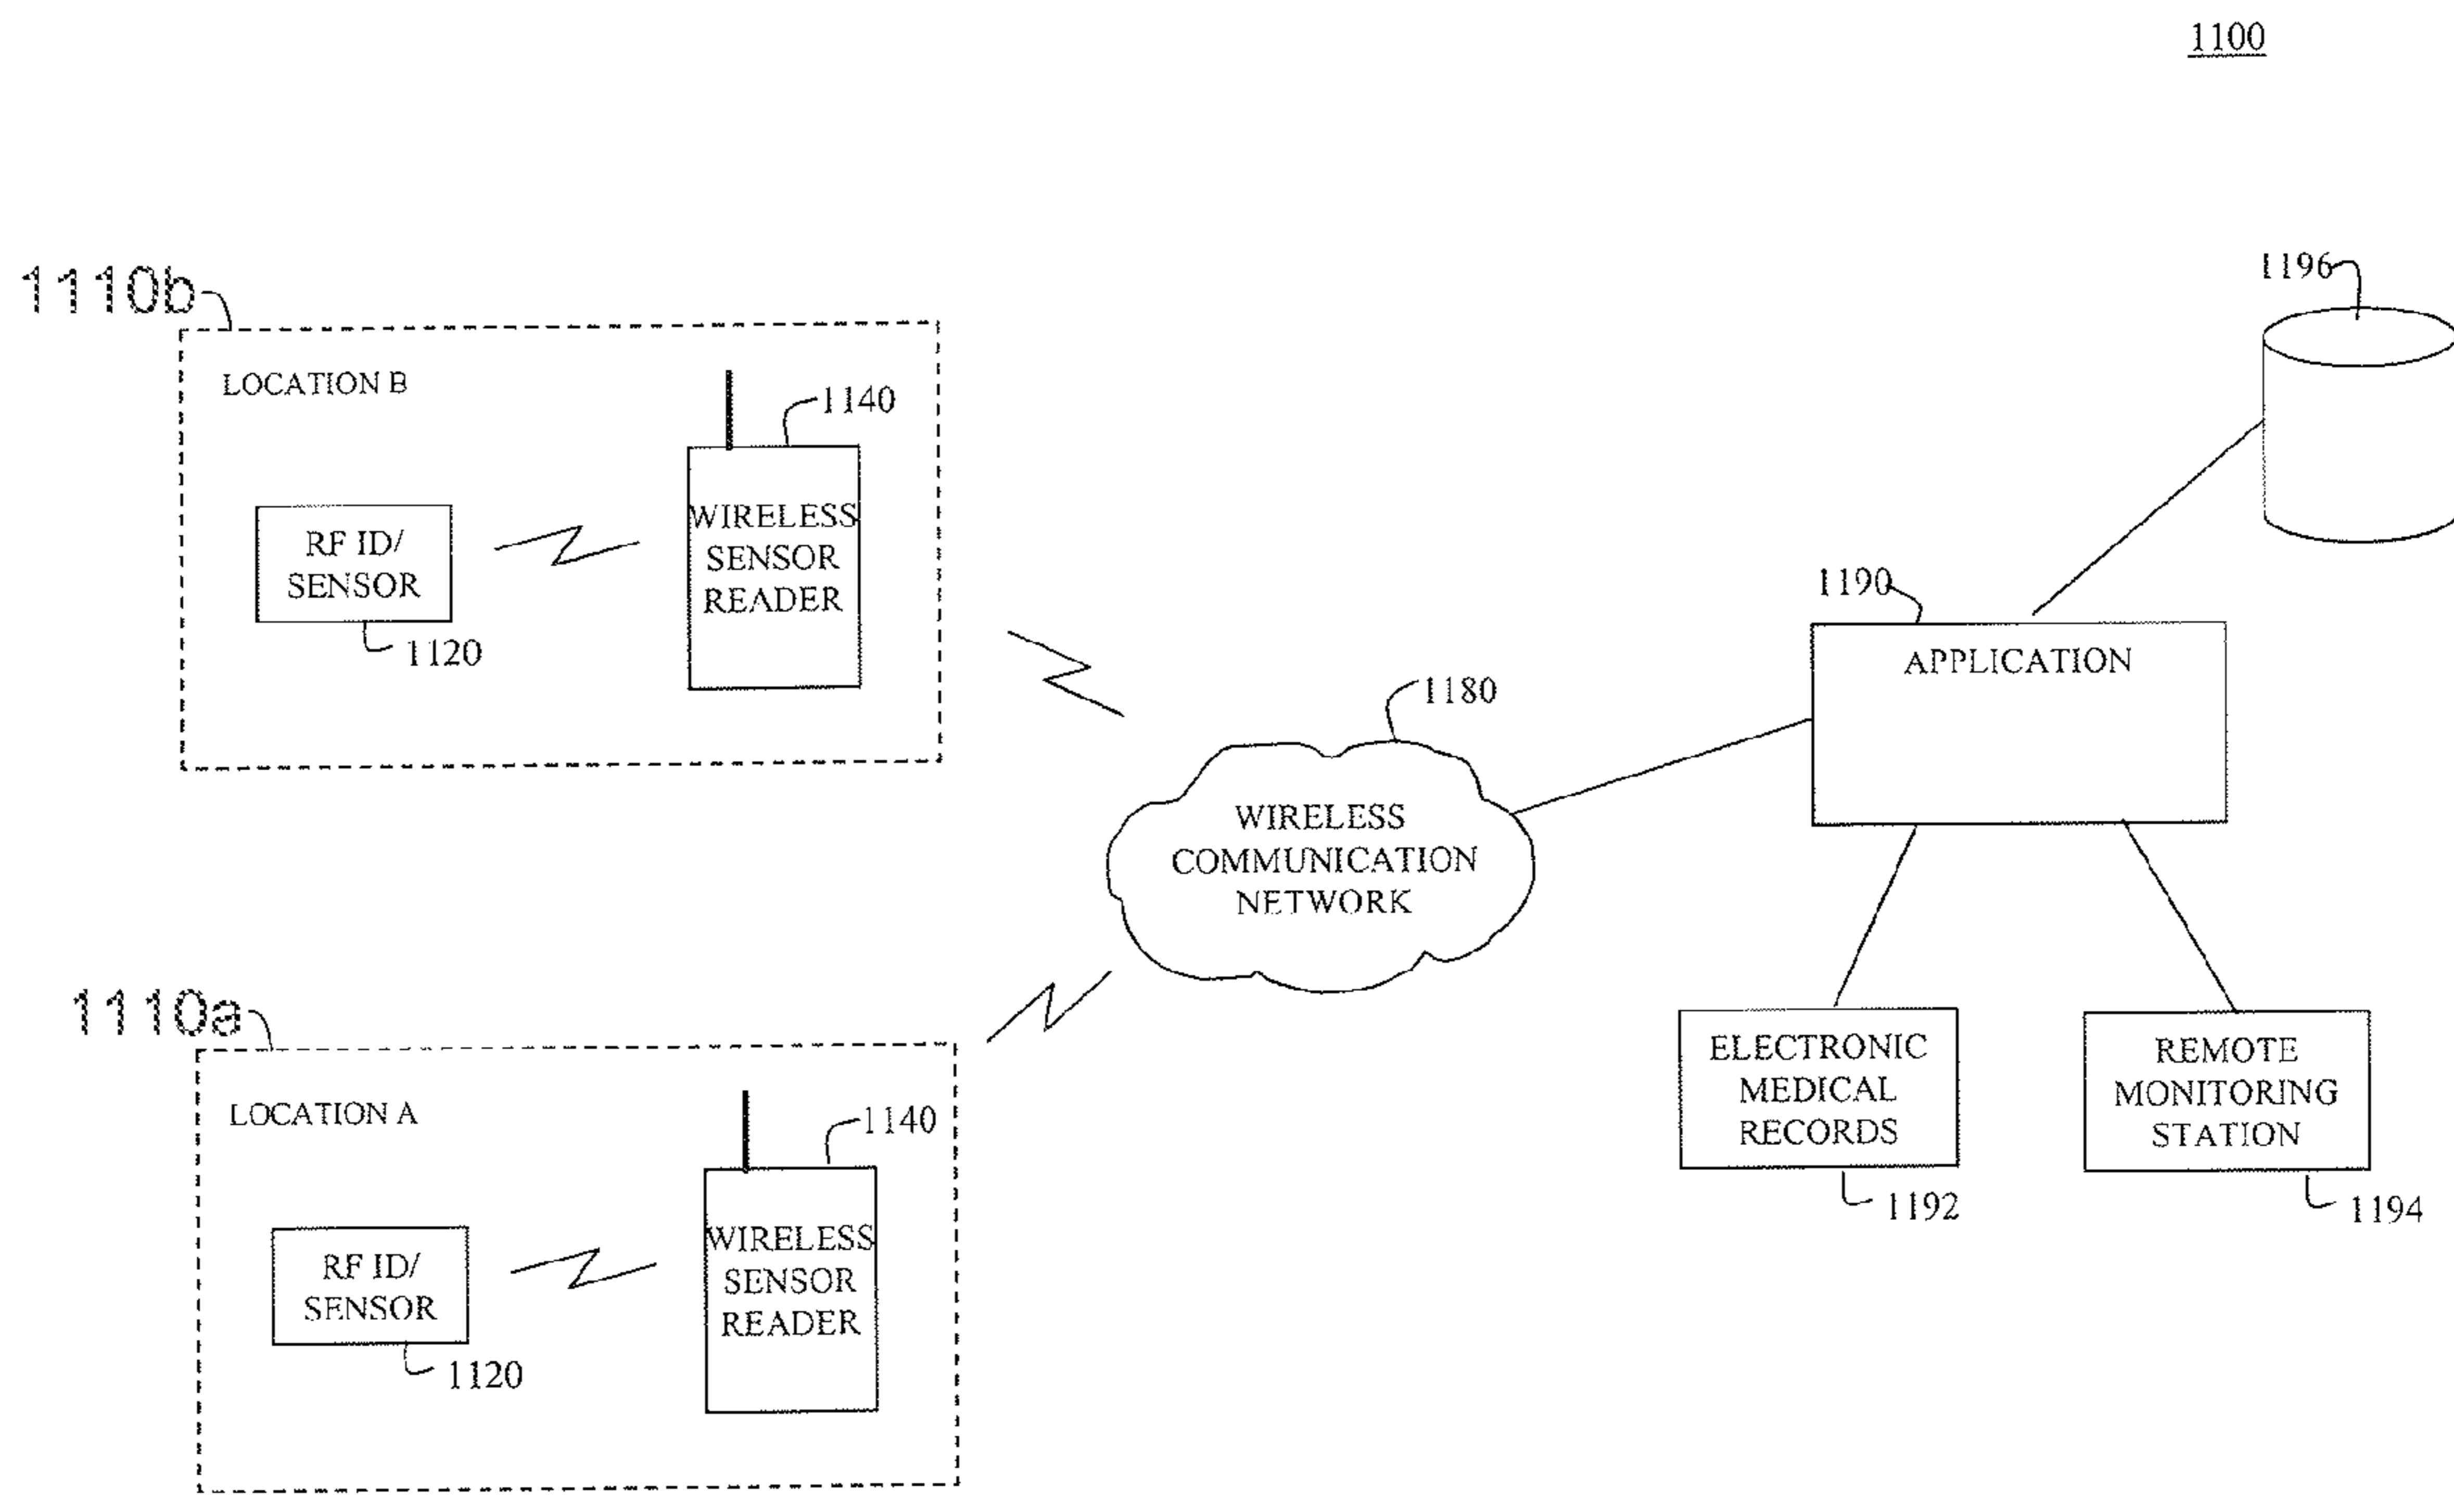 1100
1110b
LOCATION B
1140
RF ID/
SENSOR
1120
WIRELESS
SENSOR
READER
1196
1190
APPLICATION
1180
WIRELESS
COMMUNICATION
NETWORK
1110a
LOCATION A
1140
RF ID/
SENSOR
1120
WIRELESS
SENSOR
READER
ELECTRONIC
MEDICAL
RECORDS
1192
REMOTE
MONITORING
STATION
1194